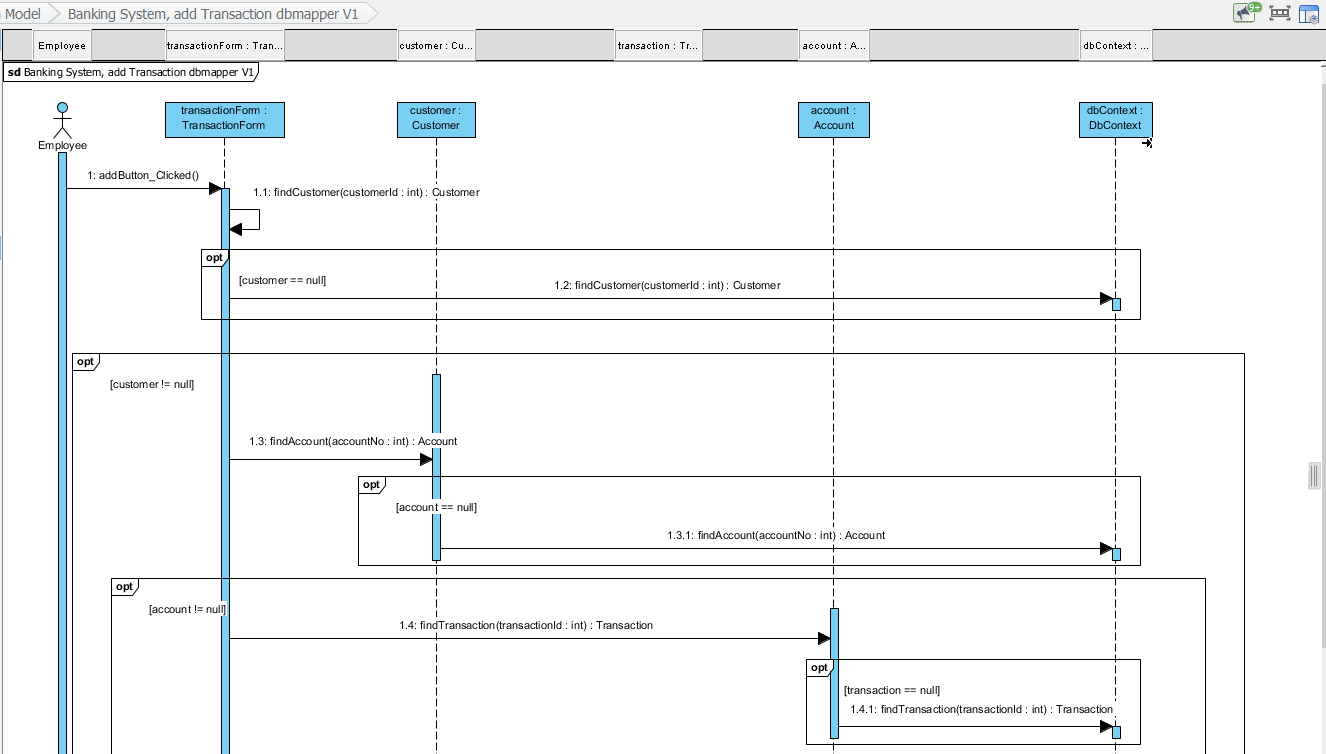 Model
Banking System, add Transaction dbmapper V1
9+
Employee
transactionForm : Tran...
customer : Cu...
transaction : Tr...
account : A...
dbContext : ...
sd Banking System, add Transaction dbmapper V1
transactionForm :
TransactionForm
customer :
Customer
account :
Account
dbContext :
DbContext
Employee
1: addButton_Clicked()
1.1: findCustomer(customerId : int) : Customer
opt
[customer == null]
1.2: findCustomer(customerId : int) : Customer
opt
[customer != null]
1.3: findAccount(accountNo : int) : Account
opt
[account == null]
1.3.1: findAccount(accountNo : int) : Account
opt
[account != null]
1.4: findTransaction(transactionId : int) : Transaction
opt
[transaction == null]
1.4.1: findTransaction(transactionId : int) : Transaction